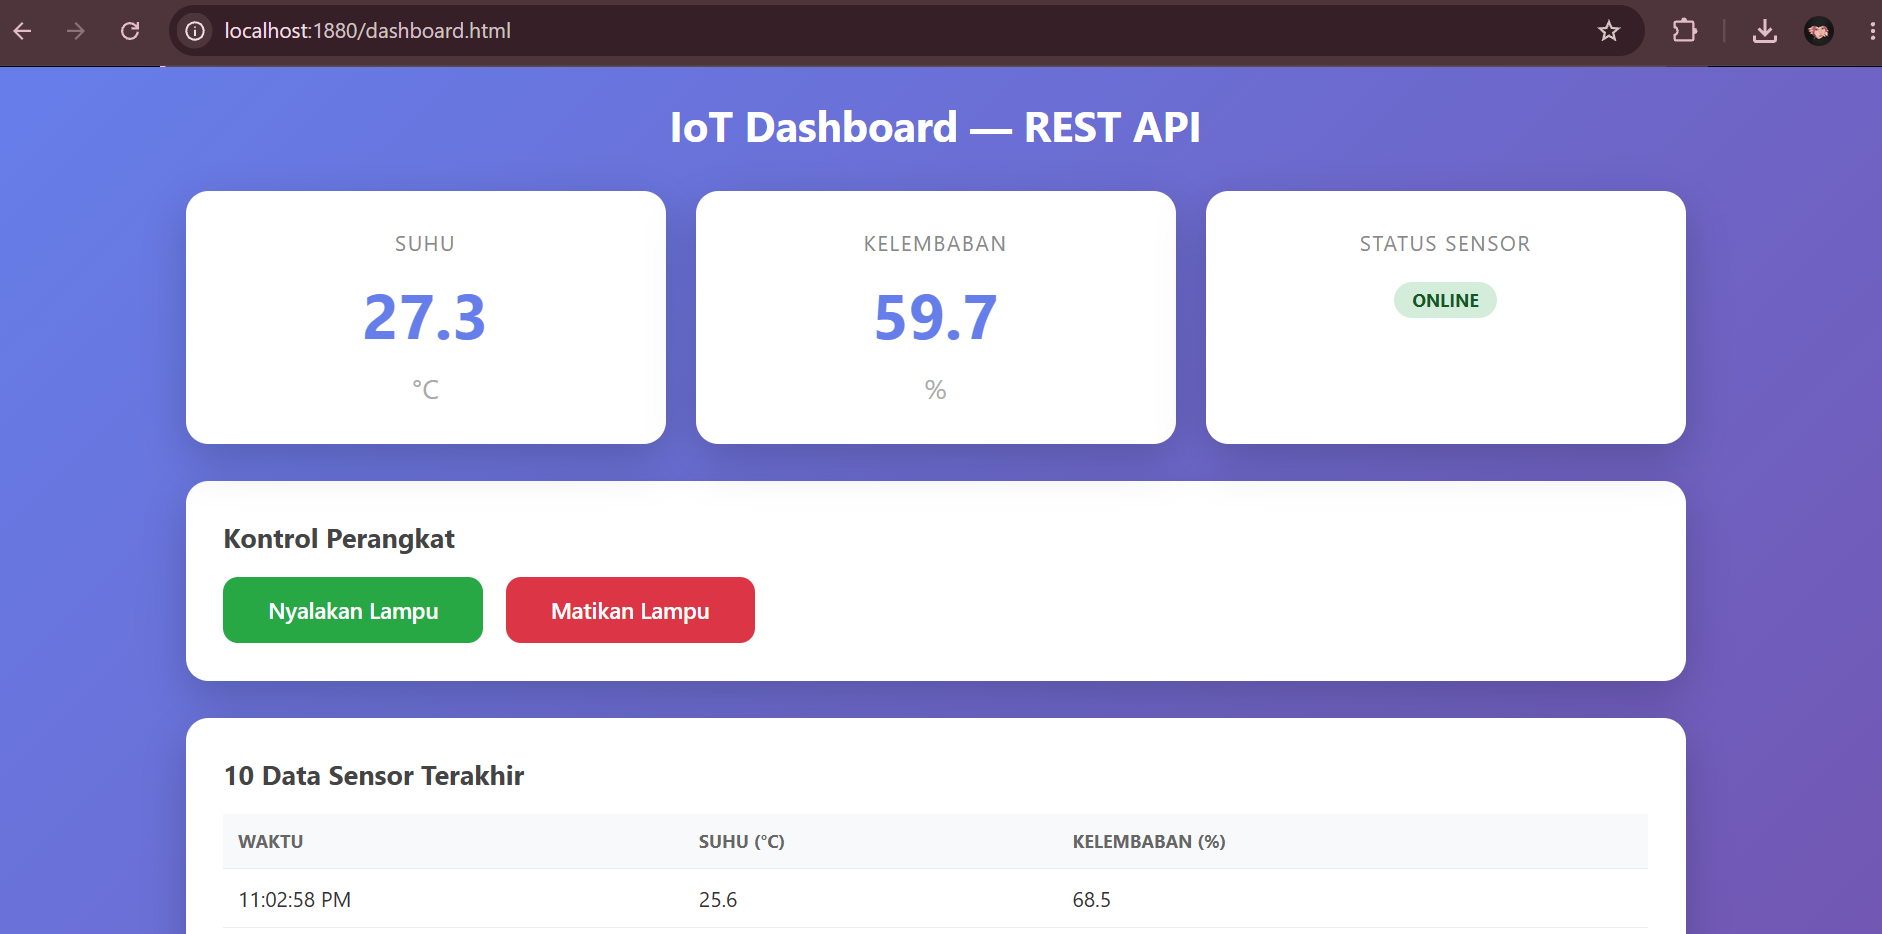 localhost:1880/dashboard.html
IoT Dashboard — REST API
SUHU
27.3
°C
KELEMBABAN
59.7
%
STATUS SENSOR
ONLINE
Kontrol Perangkat
Nyalakan Lampu
Matikan Lampu
10 Data Sensor Terakhir
WAKTU SUHU (°C) KELEMBABAN (%)
11:02:58 PM 25.6 68.5